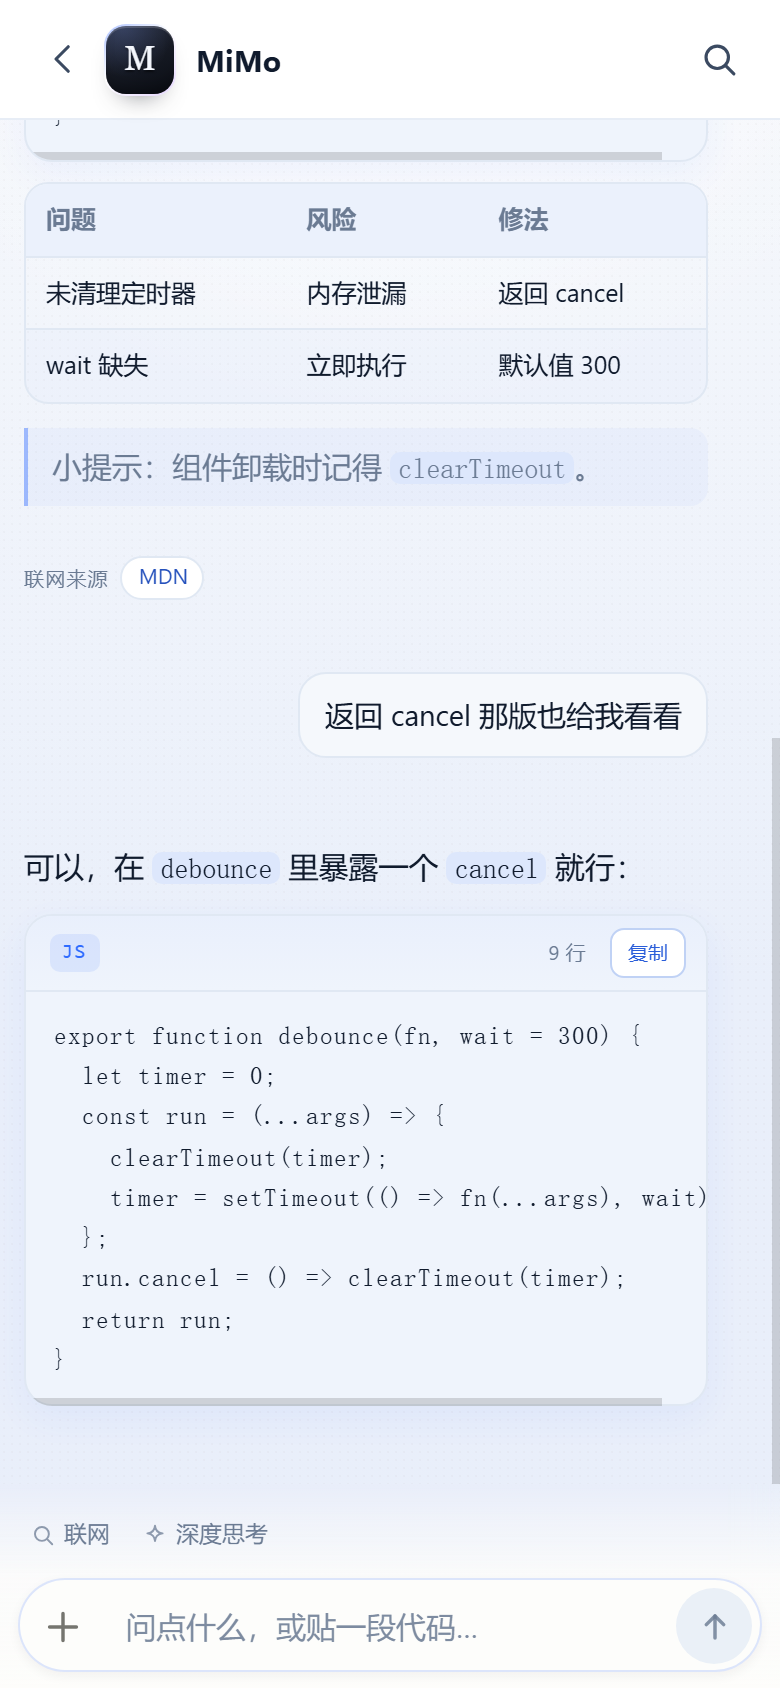 M MiMo
}
问题 风险 修法
未清理定时器 内存泄漏 返回 cancel
wait 缺失 立即执行 默认值 300
小提示：组件卸载时记得 clearTimeout。
联网来源 MDN
返回 cancel 那版也给我看看
可以，在 debounce 里暴露一个 cancel 就行：
JS 9 行 复制
export function debounce(fn, wait = 300) {
  let timer = 0;
  const run = (...args) => {
    clearTimeout(timer);
    timer = setTimeout(() => fn(...args), wait)
  };
  run.cancel = () => clearTimeout(timer);
  return run;
}
联网 深度思考
问点什么，或贴一段代码...